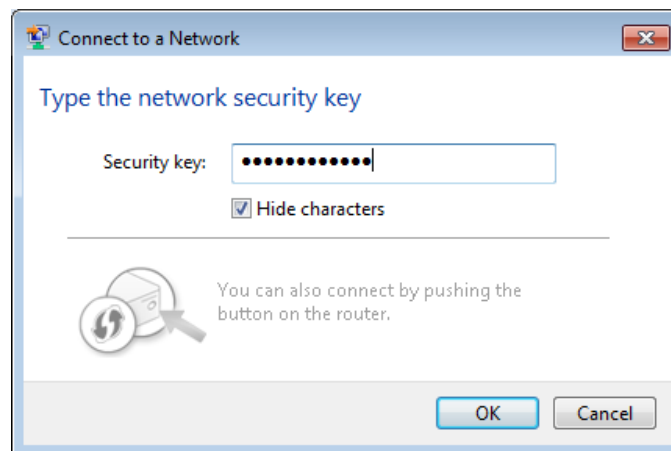 Connect to a Network
Type the network security key
Security key: ●●●●●●●●●●●●
Hide characters
You can also connect by pushing the
button on the router.
OK Cancel